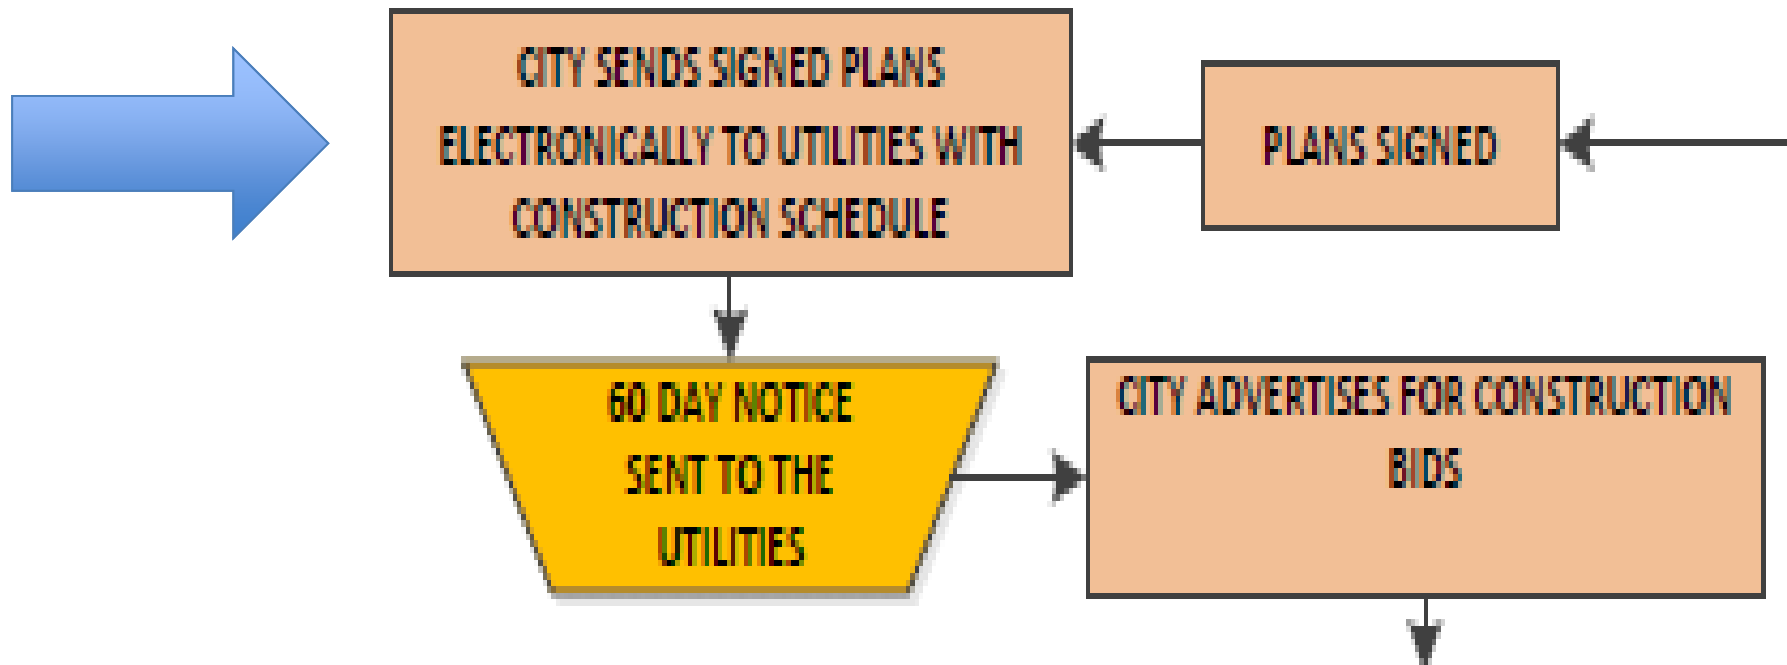 CITY SENDS SIGNED PLANS
ELECTRONICALLY TO UTILITIES WITH
CONSTRUCTION SCHEDULE
PLANS SIGNED
60 DAY NOTICE
SENT TO THE
UTILITIES
CITY ADVERTISES FOR CONSTRUCTION
BIDS